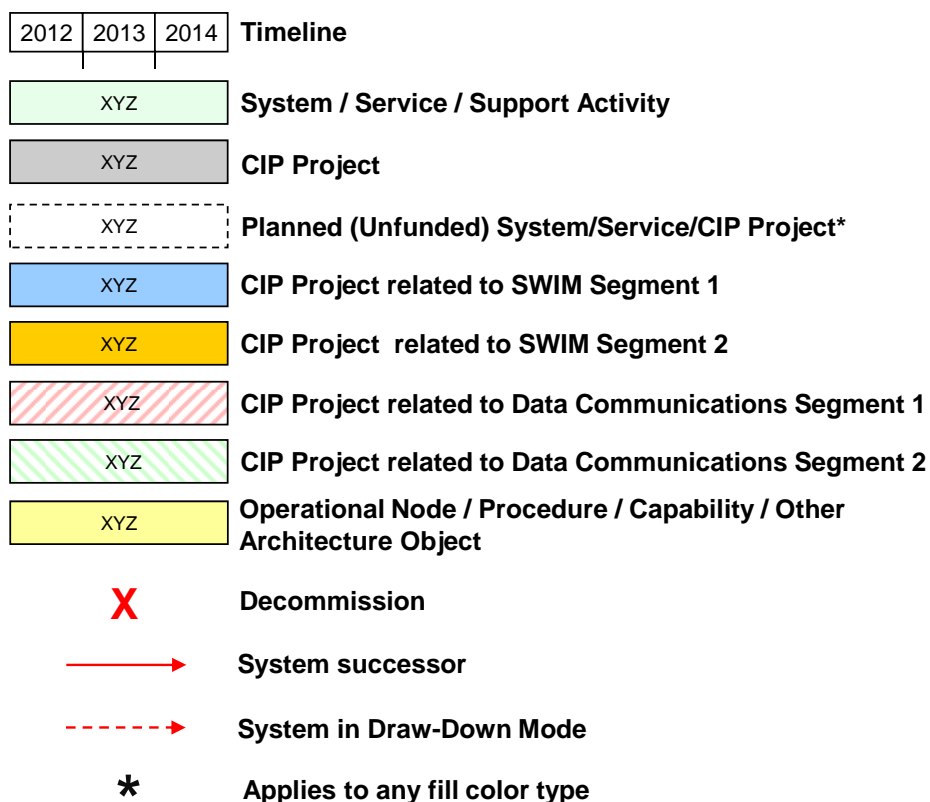 2012 2013 2014 Timeline
XYZ System / Service / Support Activity
XYZ CIP Project
XYZ Planned (Unfunded) System/Service/CIP Project*
XYZ CIP Project related to SWIM Segment 1
XYZ CIP Project related to SWIM Segment 2
XYZ CIP Project related to Data Communications Segment 1
XYZ CIP Project related to Data Communications Segment 2
XYZ Operational Node / Procedure / Capability / Other
Architecture Object
X Decommission
System successor
System in Draw-Down Mode
* Applies to any fill color type